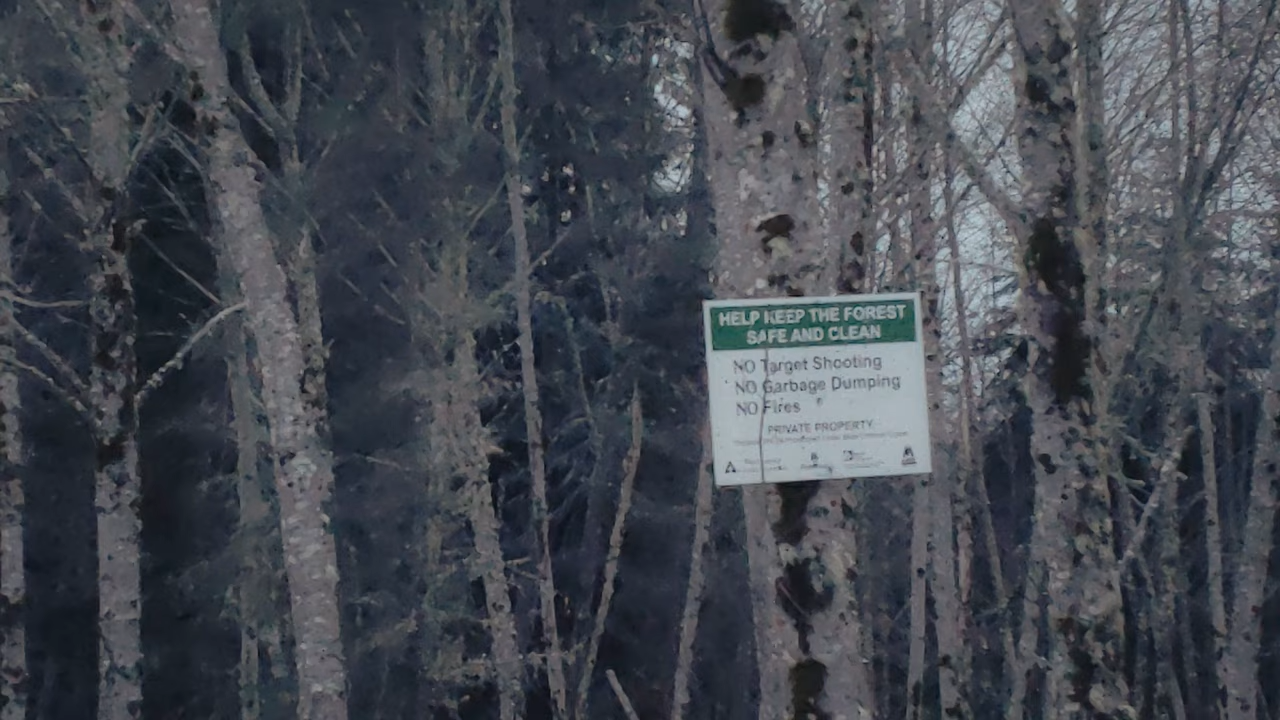 HELP KEEP THE FOREST
SAFE AND CLEAN
NO Target Shooting
NO Garbage Dumping
NO Fires
PRIVATE PROPERTY